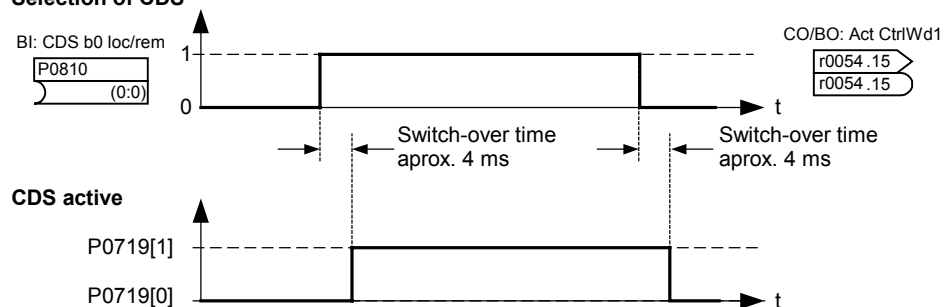 Selection of CDS
BI: CDS b0 loc/rem
P0810
(0:0)
1
0
t
CO/BO: Act CtrlWd1
r0054 .15
r0054 .15
Switch-over time
aprox. 4 ms
Switch-over time
aprox. 4 ms
CDS active
P0719[1]
P0719[0]
t